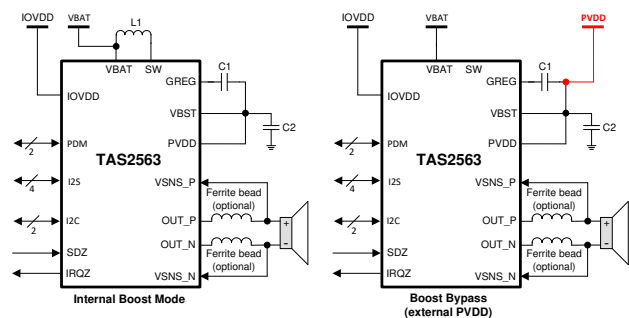 IOVDD
VBAT
L1
VBAT
SW
C1
GREG
IOVDD
VBST
C2
PVDD
PDM
2
TAS2563
I2S
4
VSNS_P
Ferrite bead
(optional)
I2C
2
OUT_P
+
OUT_N
-
Ferrite bead
(optional)
SDZ
IRQZ
VSNS_N
Internal Boost Mode
IOVDD
VBAT
PVDD
VBAT
SW
C1
GREG
IOVDD
VBST
C2
PVDD
PDM
2
TAS2563
I2S
4
VSNS_P
Ferrite bead
(optional)
I2C
2
OUT_P
+
OUT_N
-
Ferrite bead
(optional)
SDZ
IRQZ
VSNS_N
Boost Bypass
(external PVDD)